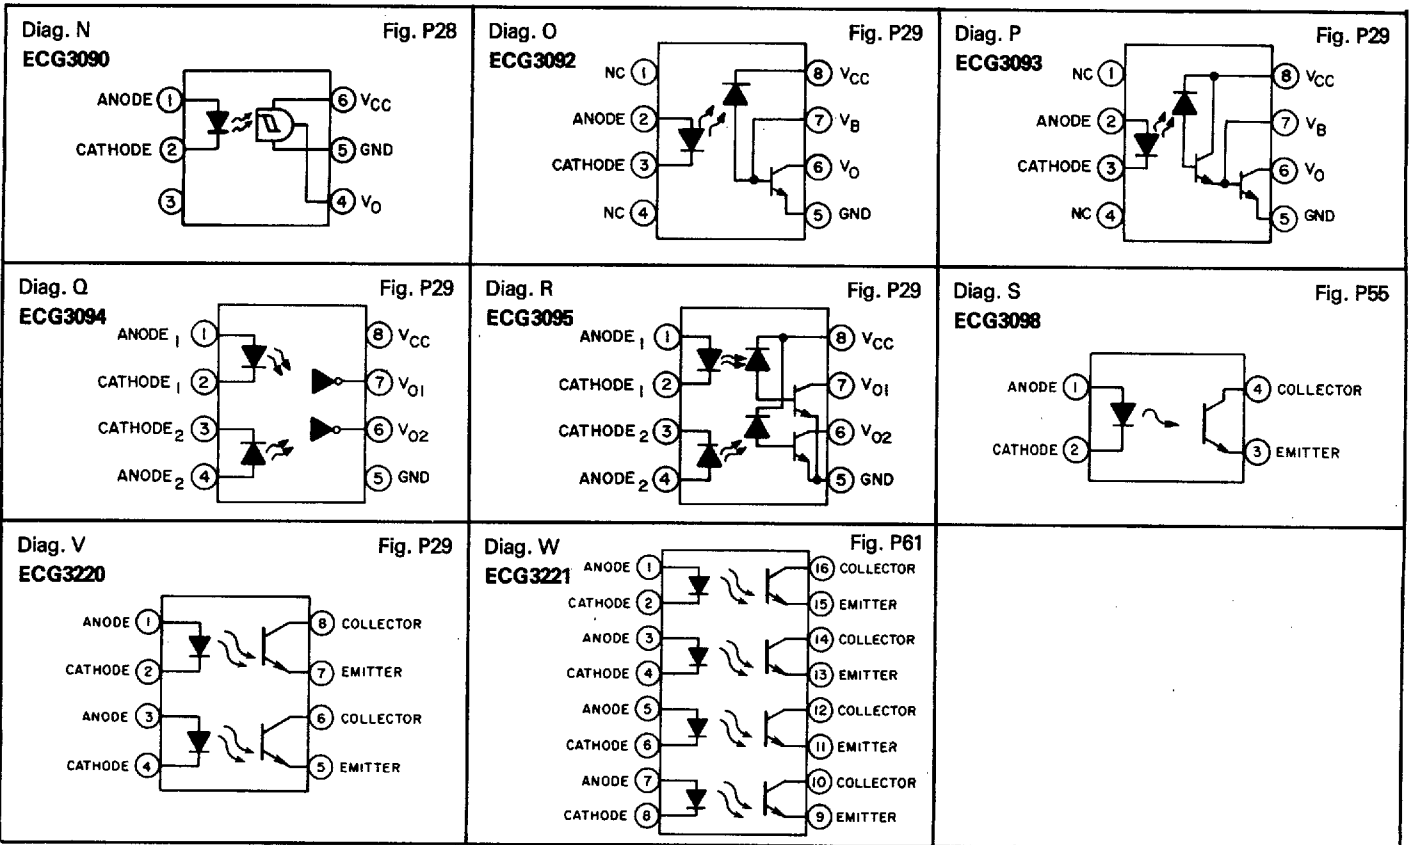 Diag. N Fig. P28
ECG3090
ANODE 1 6 VCC
CATHODE 2 5 GND
3 4 VO
Diag. O Fig. P29
ECG3092
NC 1 8 VCC
ANODE 2 7 VB
CATHODE 3 6 VO
NC 4 5 GND
Diag. P Fig. P29
ECG3093
NC 1 8 VCC
ANODE 2 7 VB
CATHODE 3 6 VO
NC 4 5 GND
Diag. Q Fig. P29
ECG3094
ANODE 1 1 8 VCC
CATHODE 1 2 7 VO1
CATHODE 2 3 6 VO2
ANODE 2 4 5 GND
Diag. R Fig. P29
ECG3095
ANODE 1 1 8 VCC
CATHODE 1 2 7 VO1
CATHODE 2 3 6 VO2
ANODE 2 4 5 GND
Diag. S Fig. P55
ECG3098
ANODE 1 4 COLLECTOR
CATHODE 2 3 EMITTER
Diag. V Fig. P29
ECG3220
ANODE 1 8 COLLECTOR
CATHODE 2 7 EMITTER
ANODE 3 6 COLLECTOR
CATHODE 4 5 EMITTER
Diag. W Fig. P61
ECG3221
ANODE 1 16 COLLECTOR
CATHODE 2 15 EMITTER
ANODE 3 14 COLLECTOR
CATHODE 4 13 EMITTER
ANODE 5 12 COLLECTOR
CATHODE 6 11 EMITTER
ANODE 7 10 COLLECTOR
CATHODE 8 9 EMITTER